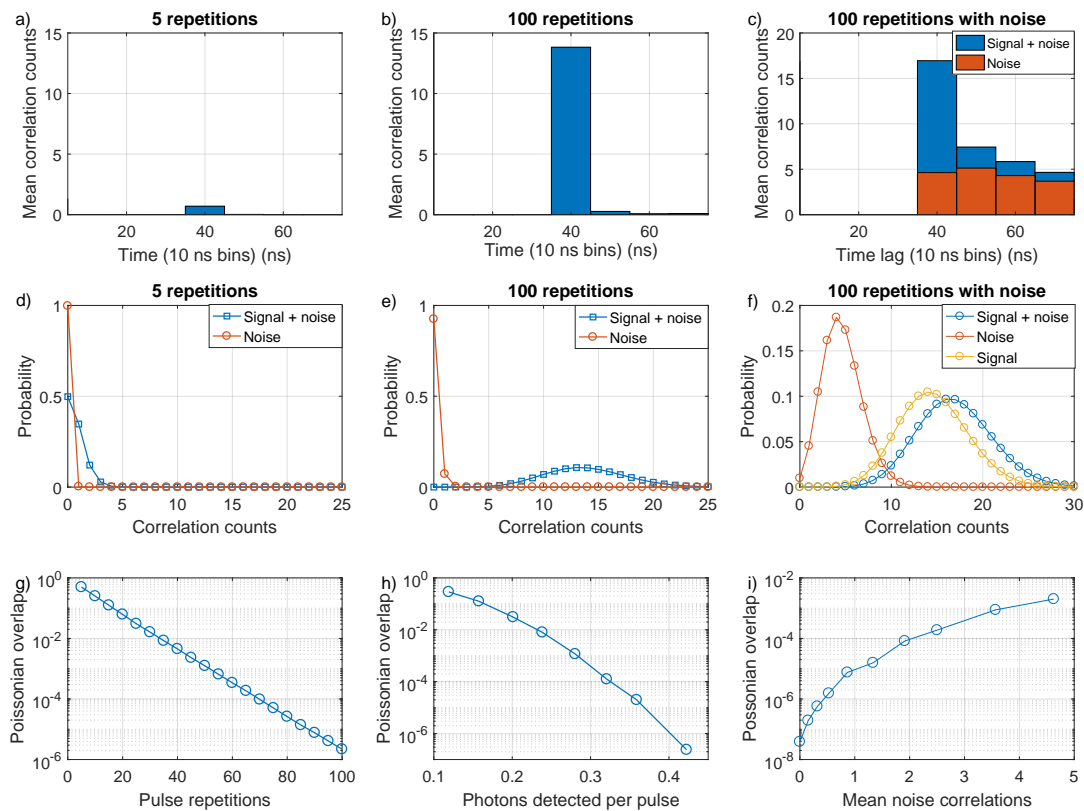 a)
5 repetitions
Mean correlation counts
15
10
5
0
20
40
60
Time (10 ns bins) (ns)
b)
100 repetitions
Mean correlation counts
15
10
5
0
20
40
60
Time (10 ns bins) (ns)
c)
100 repetitions with noise
Mean correlation counts
20
15
10
5
0
Signal + noise
Noise
20
40
60
Time lag (10 ns bins) (ns)
d)
5 repetitions
Probability
1
0.5
0
Signal + noise
Noise
0
5
10
15
20
25
Correlation counts
e)
100 repetitions
Probability
1
0.5
0
Signal + noise
Noise
0
5
10
15
20
25
Correlation counts
f)
100 repetitions with noise
Probability
0.2
0.15
0.1
0.05
0
Signal + noise
Noise
Signal
0
10
20
30
Correlation counts
g)
Poissonian overlap
10^0
10^-2
10^-4
10^-6
0
20
40
60
80
100
Pulse repetitions
h)
Poissonian overlap
10^0
10^-2
10^-4
10^-6
0.1
0.2
0.3
0.4
Photons detected per pulse
i)
Possonian overlap
10^-2
10^-4
10^-6
10^-8
0
1
2
3
4
5
Mean noise correlations